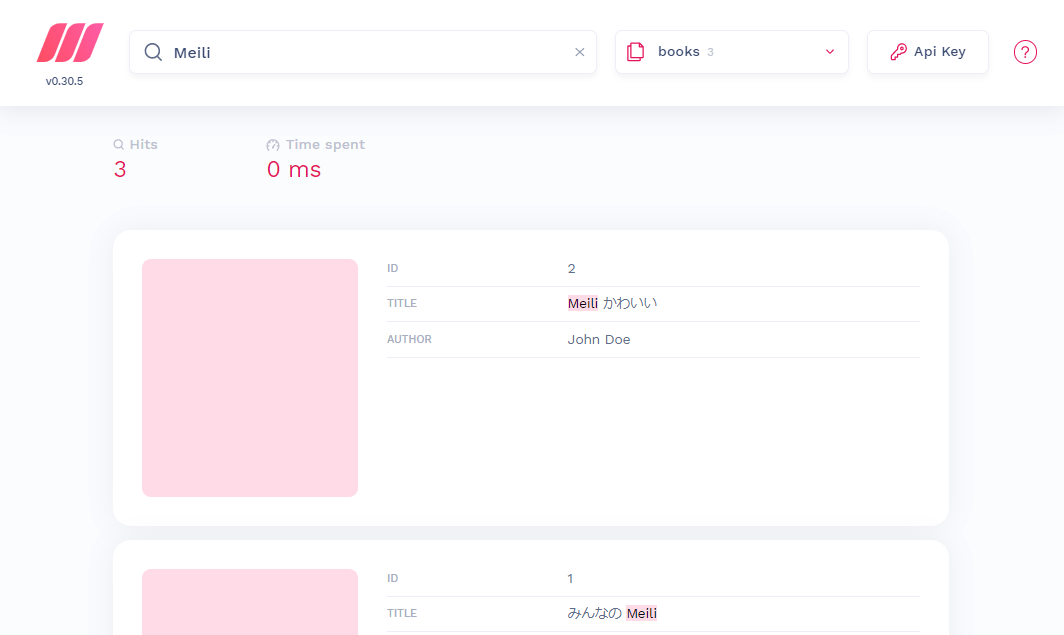 Meili
books 3
Api Key
?
v0.30.5
Hits
Time spent
3
0 ms
ID 2
TITLE Meili かわいい
AUTHOR John Doe
ID 1
TITLE みんなの Meili